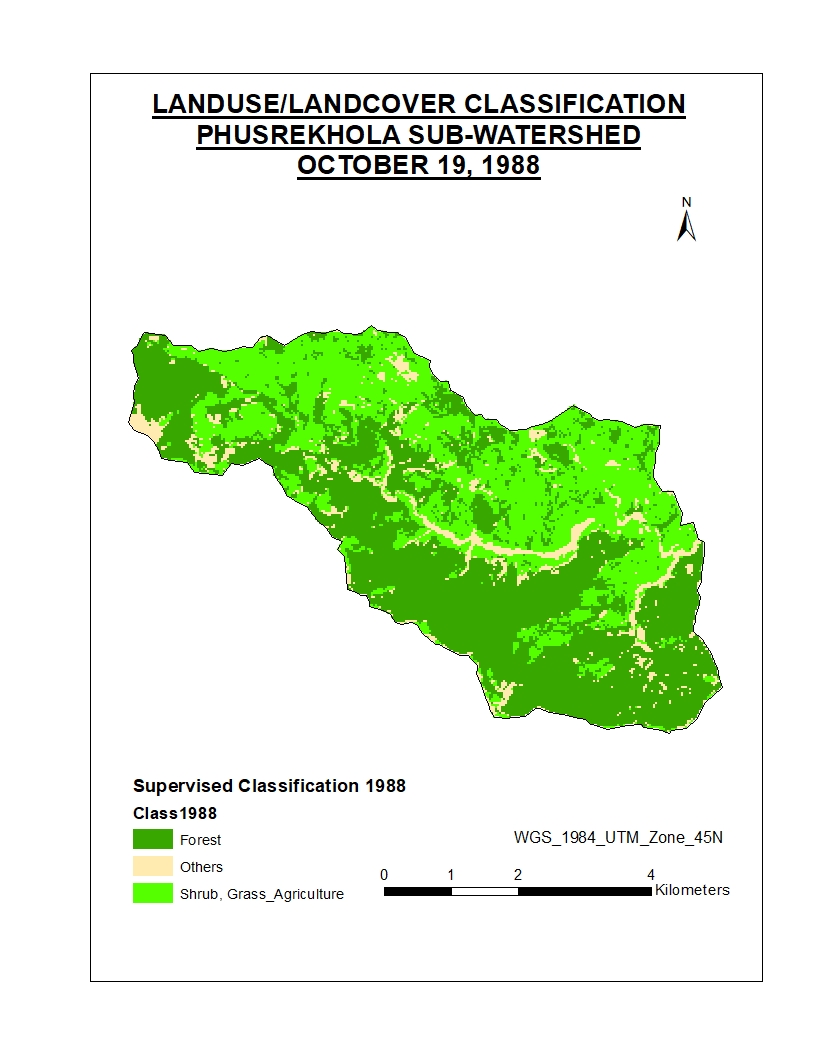 LANDUSE/LANDCOVER CLASSIFICATION
PHUSREKHOLA SUB-WATERSHED
OCTOBER 19, 1988
N
Supervised Classification 1988
Class1988
Forest
Others
Shrub, Grass_Agriculture
WGS_1984_UTM_Zone_45N
0 1 2 4
Kilometers